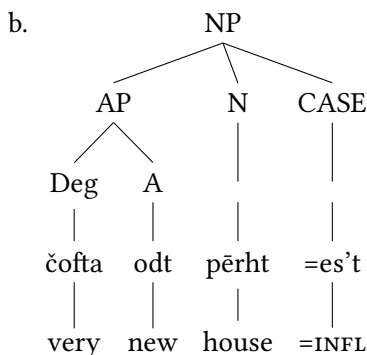 b. NP
AP N CASE
Deg A
čofta odt pērht =es’t
very new house =INFL